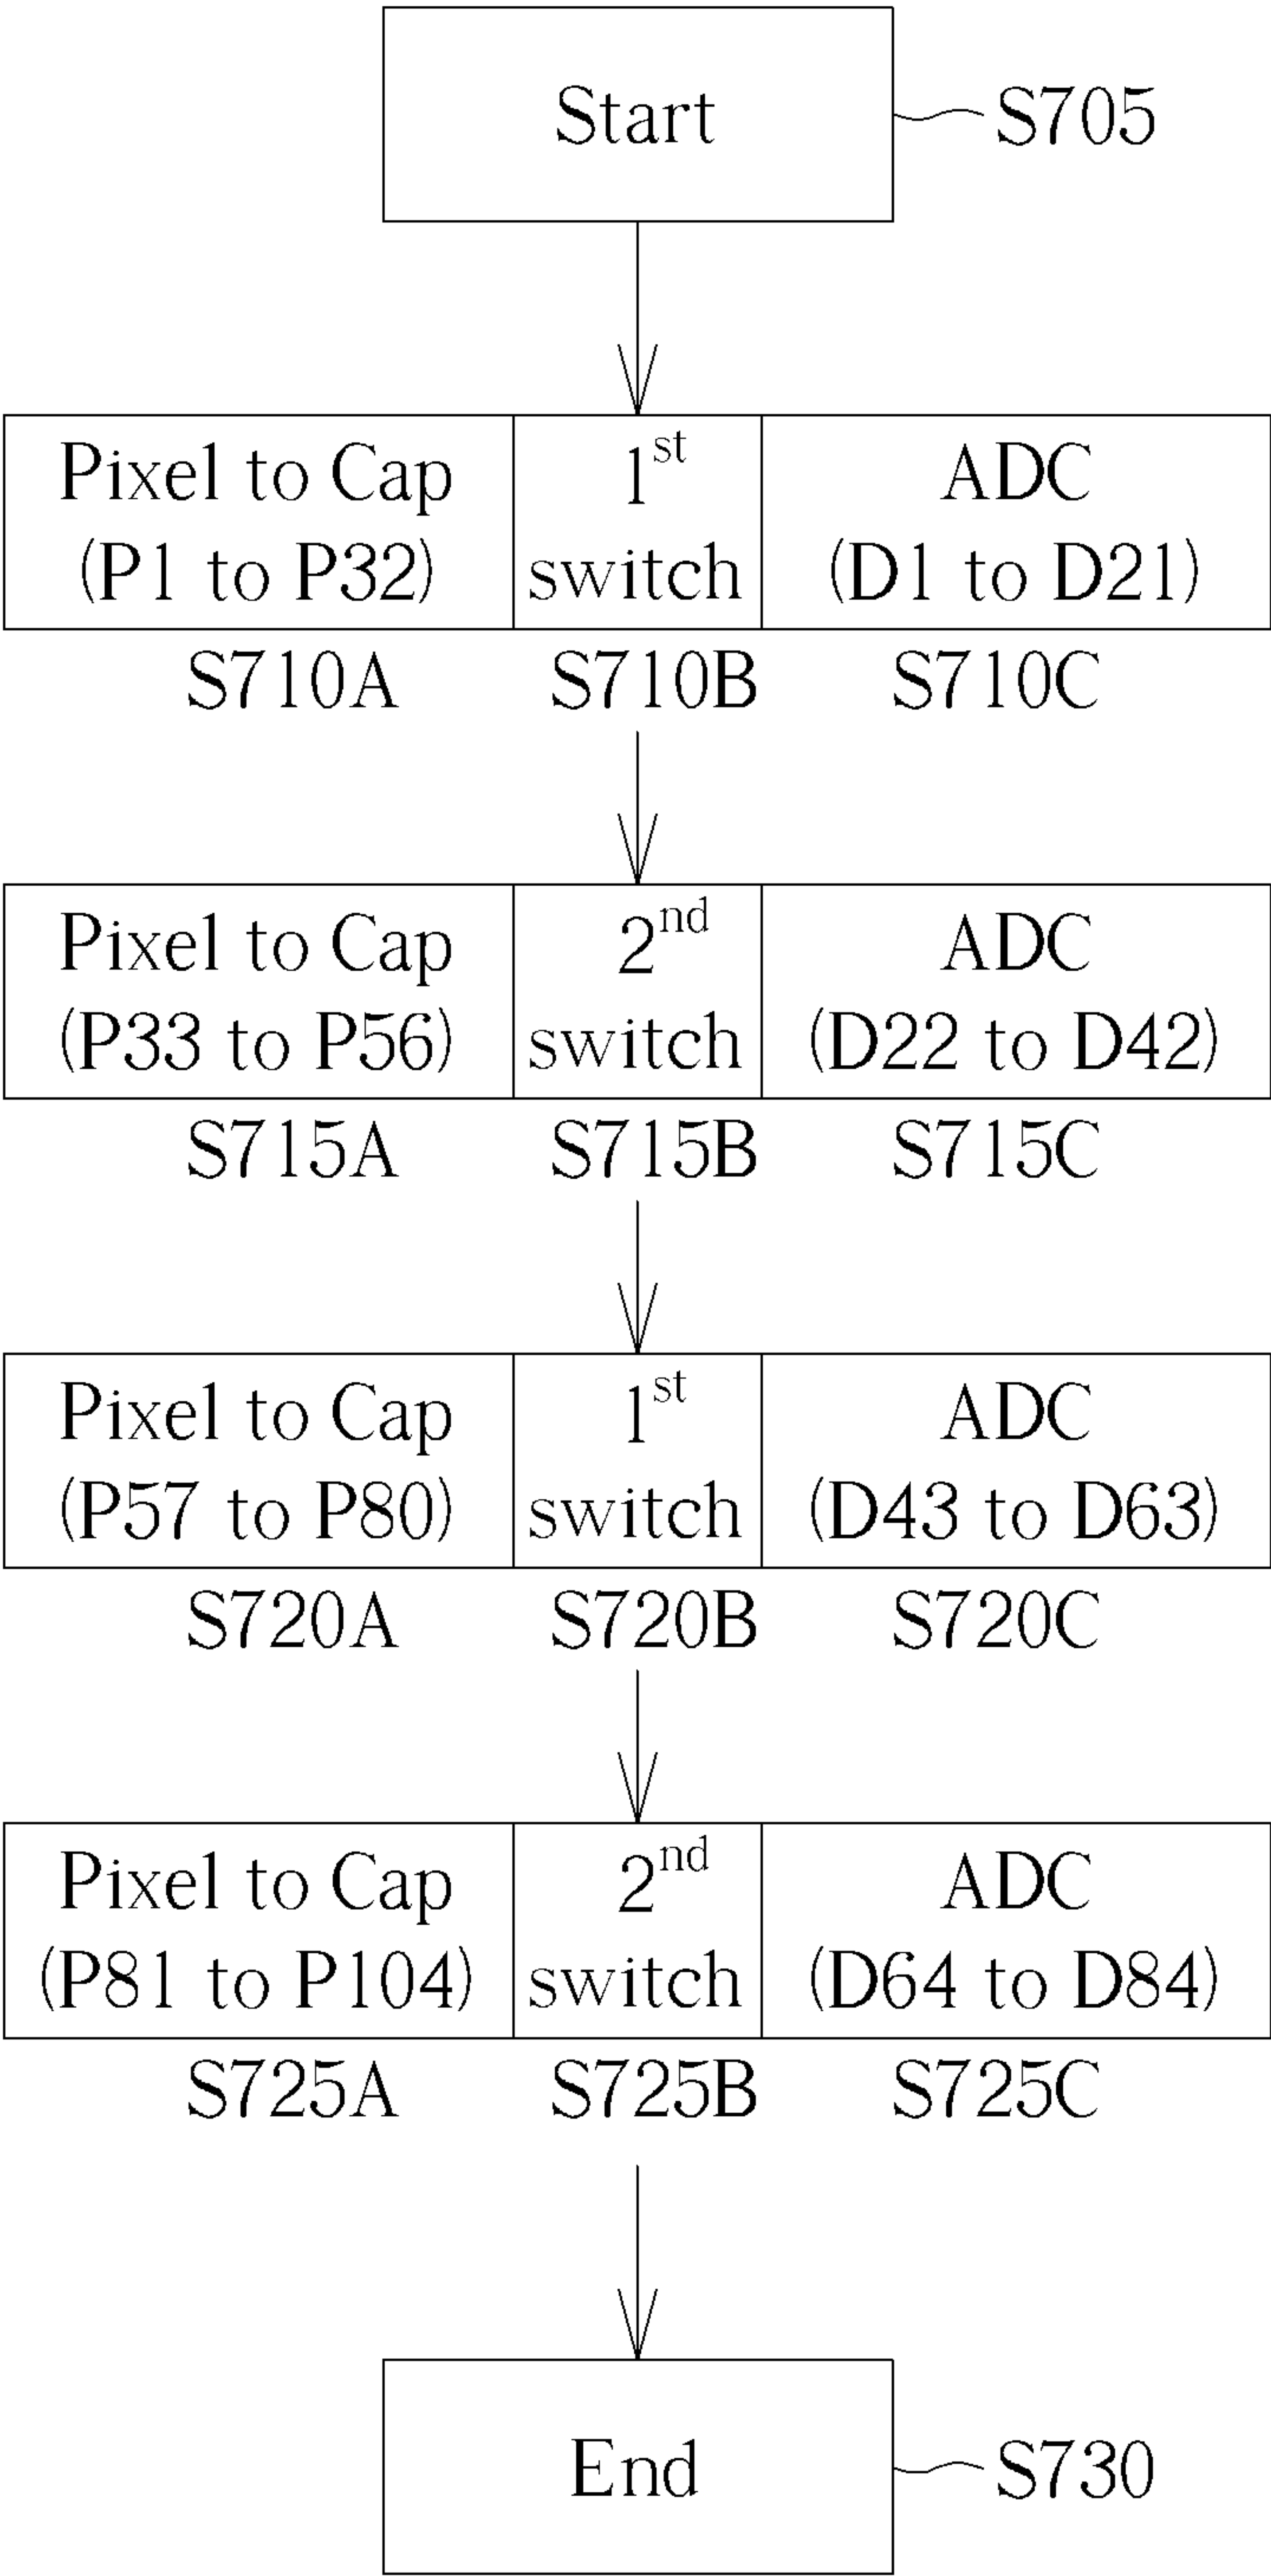 Start
S705
Pixel to Cap
(P1 to P32)
1st
switch
ADC
(D1 to D21)
S710A
S710B
S710C
Pixel to Cap
(P33 to P56)
2nd
switch
ADC
(D22 to D42)
S715A
S715B
S715C
Pixel to Cap
(P57 to P80)
1st
switch
ADC
(D43 to D63)
S720A
S720B
S720C
Pixel to Cap
(P81 to P104)
2nd
switch
ADC
(D64 to D84)
S725A
S725B
S725C
End
S730